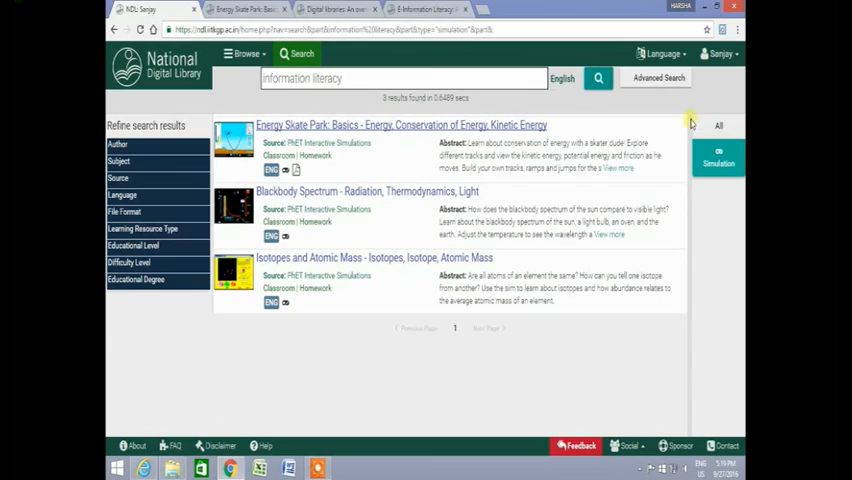 NDL: Sanjay
Energy Skate Park: Basic
Digital libraries: An over
E-Information Literacy: A
HARSHA
https://ndl.iitkgp.ac.in/home.php?nav=search&part&information%20literacy&part&type="simulation"&part&
National
Digital Library
Browse
Search
Language
Sanjay
information literacy
English
Advanced Search
3 results found in 0.6489 secs
Refine search results
Author
Subject
Source
Language
File Format
Learning Resource Type
Educational Level
Difficulty Level
Educational Degree
Energy Skate Park: Basics - Energy, Conservation of Energy, Kinetic Energy
Source: PhET Interactive Simulations
Classroom | Homework
ENG
Abstract: Learn about conservation of energy with a skater dude! Explore
different tracks and view the kinetic energy, potential energy and friction as he
moves. Build your own tracks, ramps and jumps for the s View more
Blackbody Spectrum - Radiation, Thermodynamics, Light
Source: PhET Interactive Simulations
Classroom | Homework
ENG
Abstract: How does the blackbody spectrum of the sun compare to visible light?
Learn about the blackbody spectrum of the sun, a light bulb, an oven, and the
earth. Adjust the temperature to see the wavelength a View more
Isotopes and Atomic Mass - Isotopes, Isotope, Atomic Mass
Source: PhET Interactive Simulations
Classroom | Homework
ENG
Abstract: Are all atoms of an element the same? How can you tell one isotope
from another? Use the sim to learn about isotopes and how abundance relates to
the average atomic mass of an element.
All
Simulation
Previous Page 1 Next Page
About
FAQ
Disclaimer
Help
Feedback
Social
Sponsor
Contact
ENG
US
5:19 PM
9/27/2016